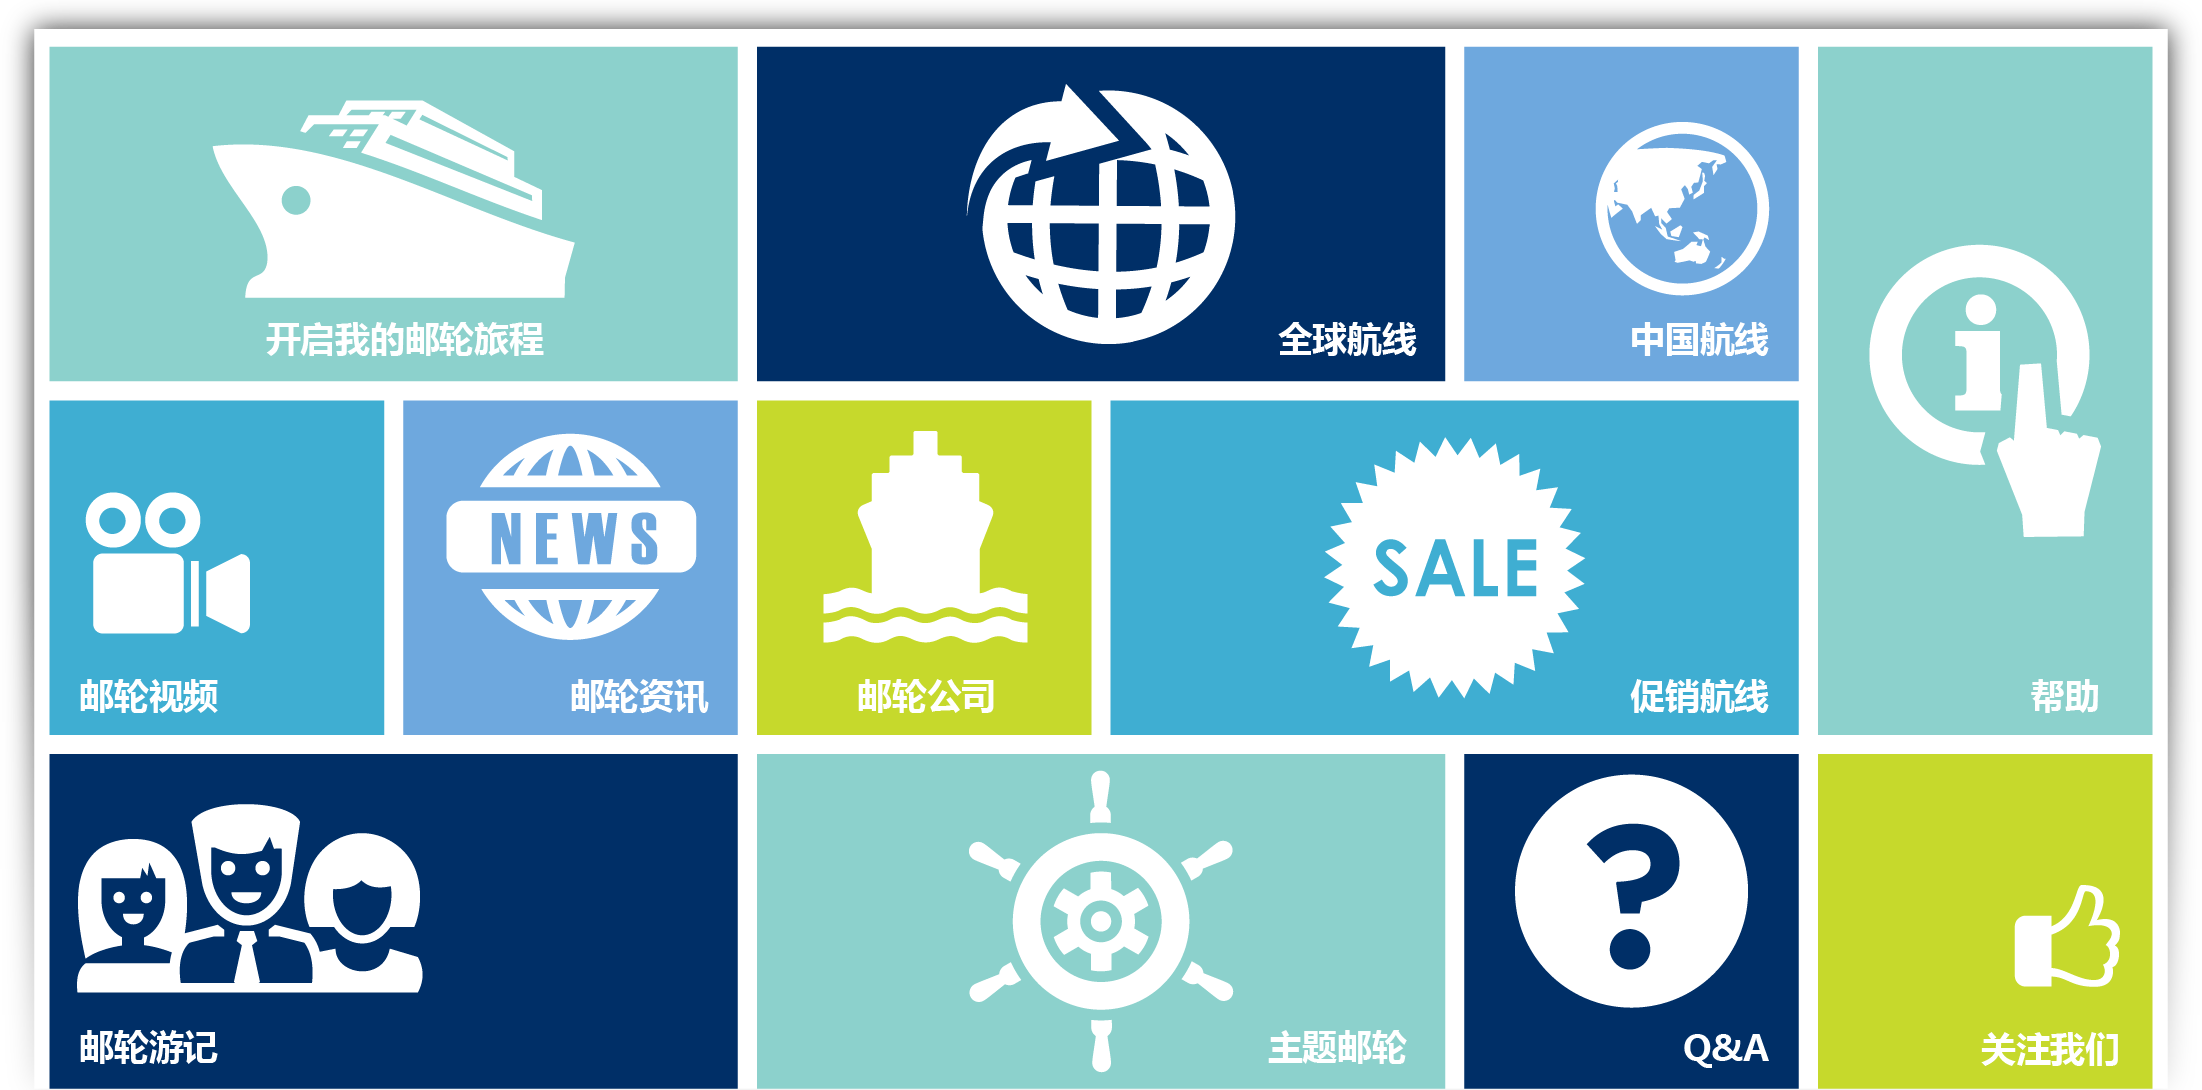 开启我的邮轮旅程
全球航线
中国航线
i
NEWS
SALE
邮轮视频
邮轮资讯
邮轮公司
促销航线
帮助
?
邮轮游记
主题邮轮
Q&A
关注我们